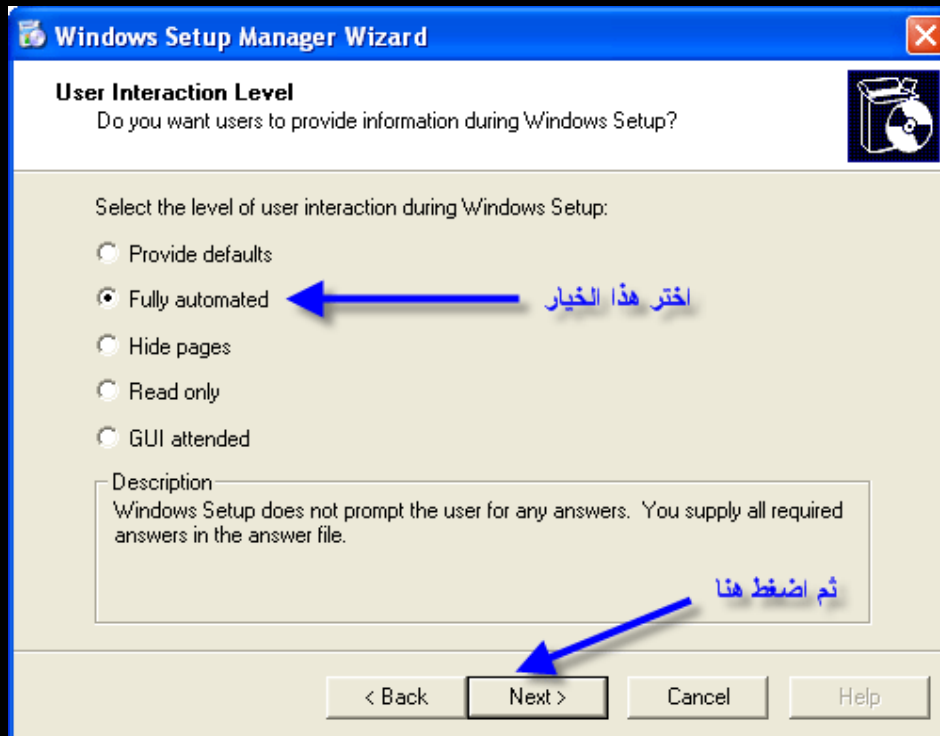 Windows Setup Manager Wizard
User Interaction Level
Do you want users to provide information during Windows Setup?
Select the level of user interaction during Windows Setup:
Provide defaults
Fully automated
اختر هذا الخيار
Hide pages
Read only
GUI attended
Description
Windows Setup does not prompt the user for any answers.  You supply all required
answers in the answer file.
ثم اضغط هنا
< Back
Next >
Cancel
Help